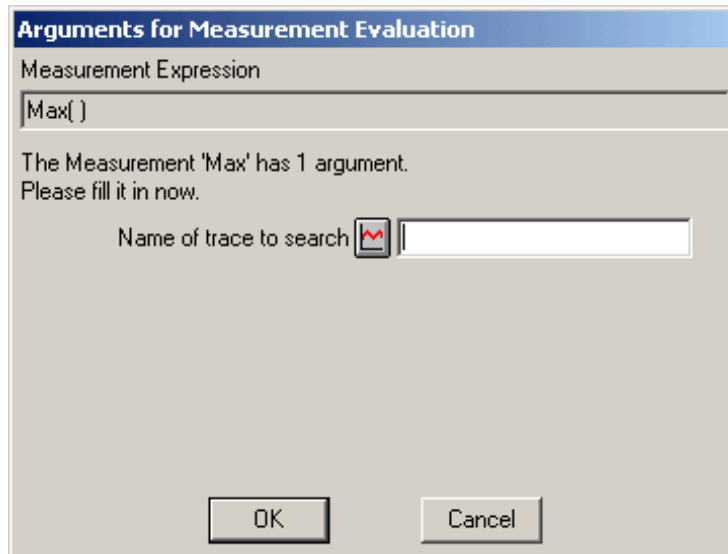 Arguments for Measurement Evaluation
Measurement Expression
Max( )
The Measurement 'Max' has 1 argument.
Please fill it in now.
Name of trace to search
OK Cancel